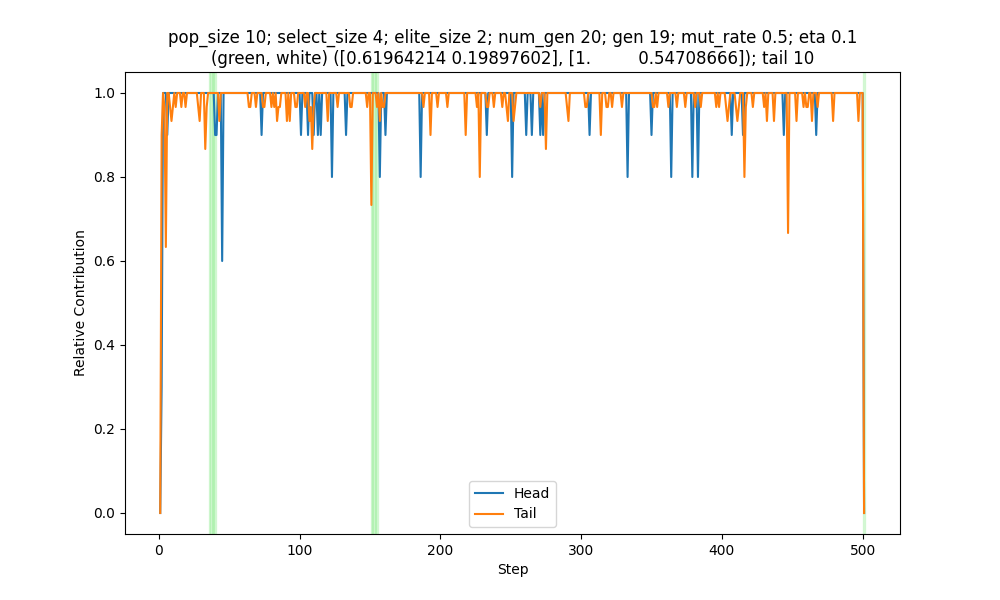 pop_size 10; select_size 4; elite_size 2; num_gen 20; gen 19; mut_rate 0.5; eta 0.1
(green, white) ([0.61964214 0.19897602], [1.         0.54708666]); tail 10
1.0
0.8
0.6
0.4
0.2
0.0
Relative Contribution
Head
Tail
0
100
200
300
400
500
Step